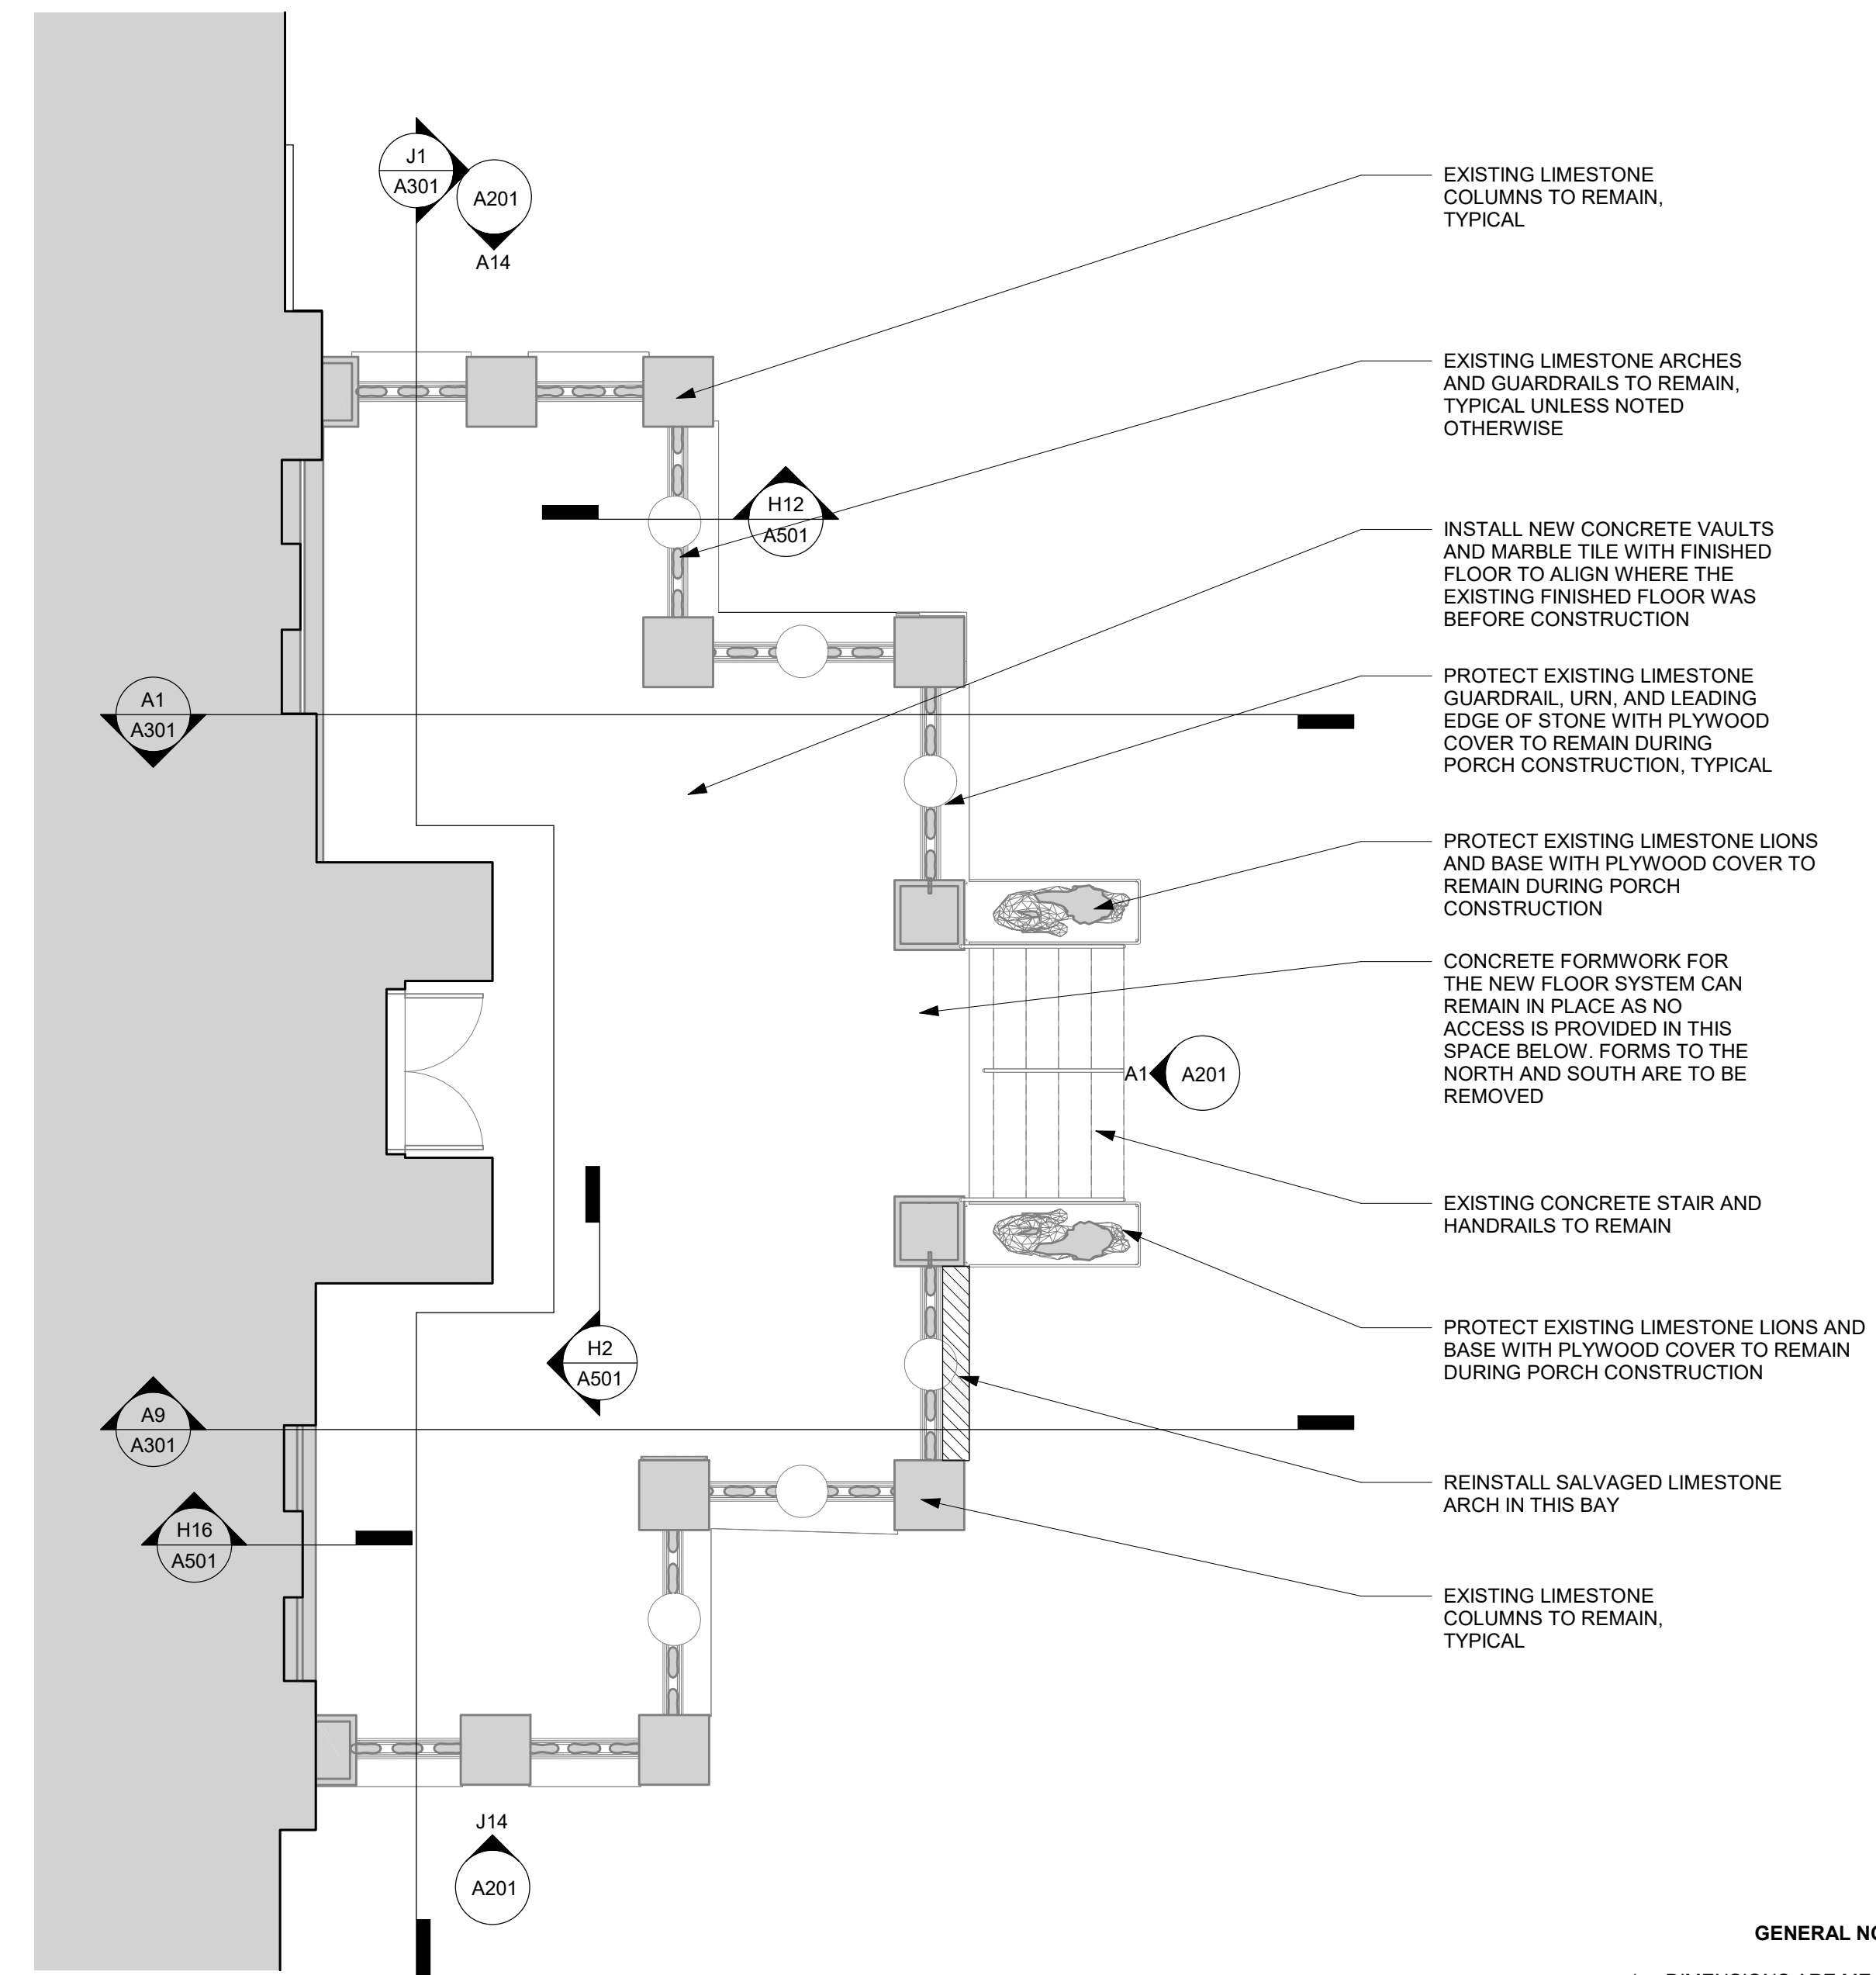 J1
A301
A201
A14
EXISTING LIMESTONE
COLUMNS TO REMAIN,
TYPICAL
EXISTING LIMESTONE ARCHES
AND GUARDRAILS TO REMAIN,
TYPICAL UNLESS NOTED
OTHERWISE
H12
A501
INSTALL NEW CONCRETE VAULTS
AND MARBLE TILE WITH FINISHED
FLOOR TO ALIGN WHERE THE
EXISTING FINISHED FLOOR WAS
BEFORE CONSTRUCTION
A1
A301
PROTECT EXISTING LIMESTONE
GUARDRAIL, URN, AND LEADING
EDGE OF STONE WITH PLYWOOD
COVER TO REMAIN DURING
PORCH CONSTRUCTION, TYPICAL
PROTECT EXISTING LIMESTONE LIONS
AND BASE WITH PLYWOOD COVER TO
REMAIN DURING PORCH
CONSTRUCTION
CONCRETE FORMWORK FOR
THE NEW FLOOR SYSTEM CAN
REMAIN IN PLACE AS NO
ACCESS IS PROVIDED IN THIS
SPACE BELOW. FORMS TO THE
NORTH AND SOUTH ARE TO BE
REMOVED
A1
A201
EXISTING CONCRETE STAIR AND
HANDRAILS TO REMAIN
H2
A501
PROTECT EXISTING LIMESTONE LIONS AND
BASE WITH PLYWOOD COVER TO REMAIN
DURING PORCH CONSTRUCTION
A9
A301
REINSTALL SALVAGED LIMESTONE
ARCH IN THIS BAY
H16
A501
EXISTING LIMESTONE
COLUMNS TO REMAIN,
TYPICAL
J14
A201
GENERAL